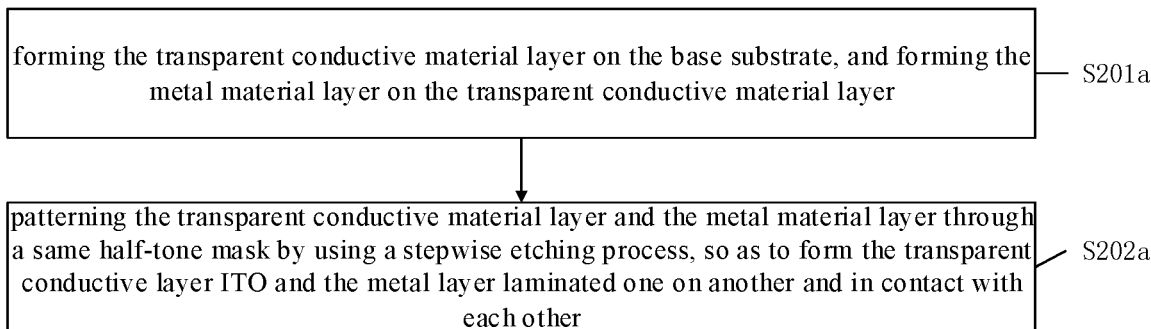 forming the transparent conductive material layer on the base substrate, and forming the
metal material layer on the transparent conductive material layer
S201a
patterning the transparent conductive material layer and the metal material layer through
a same half-tone mask by using a stepwise etching process, so as to form the transparent
conductive layer ITO and the metal layer laminated one on another and in contact with
each other
S202a